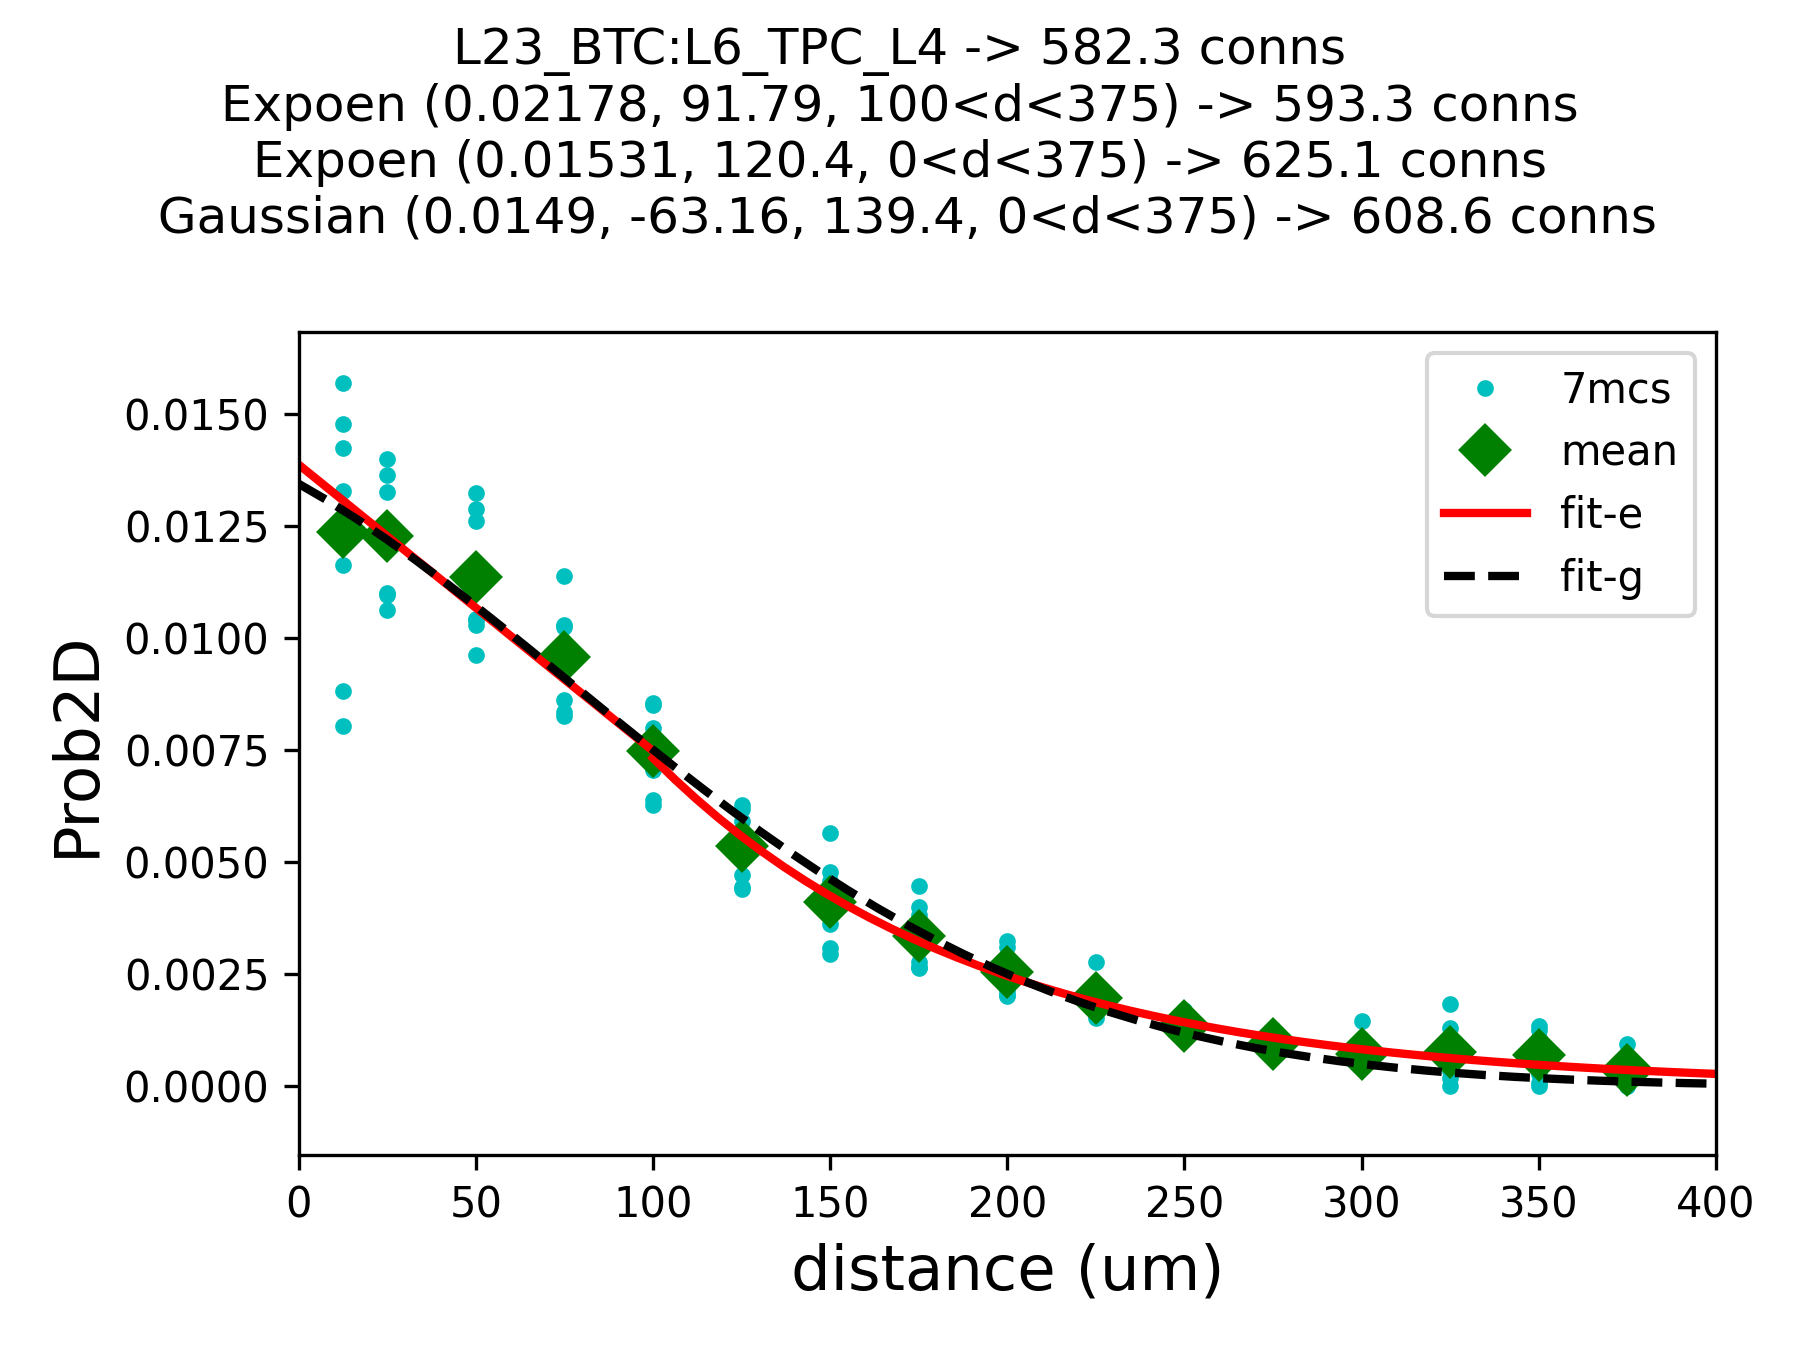 L23_BTC:L6_TPC_L4 -> 582.3 conns
Expoen (0.02178, 91.79, 100<d<375) -> 593.3 conns
Expoen (0.01531, 120.4, 0<d<375) -> 625.1 conns
Gaussian (0.0149, -63.16, 139.4, 0<d<375) -> 608.6 conns
7mcs
mean
fit-e
fit-g
Prob2D
0.0150
0.0125
0.0100
0.0075
0.0050
0.0025
0.0000
0 50 100 150 200 250 300 350 400
distance (um)